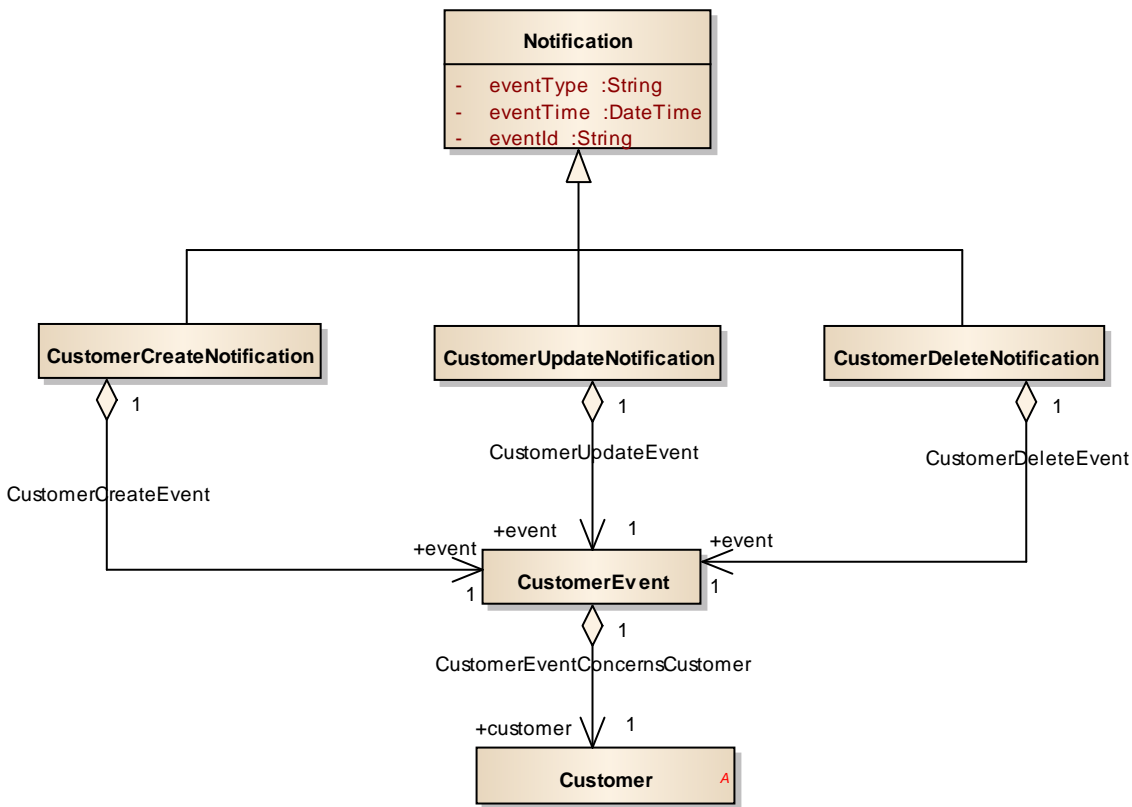 Notification
- eventType :String
- eventTime :DateTime
- eventId :String
CustomerCreateNotification
CustomerUpdateNotification
CustomerDeleteNotification
1
1
1
CustomerUpdateEvent
CustomerDeleteEvent
CustomerCreateEvent
+event
1
+event
+event
1
1
CustomerEvent
1
CustomerEventConcernsCustomer
+customer
1
Customer
A